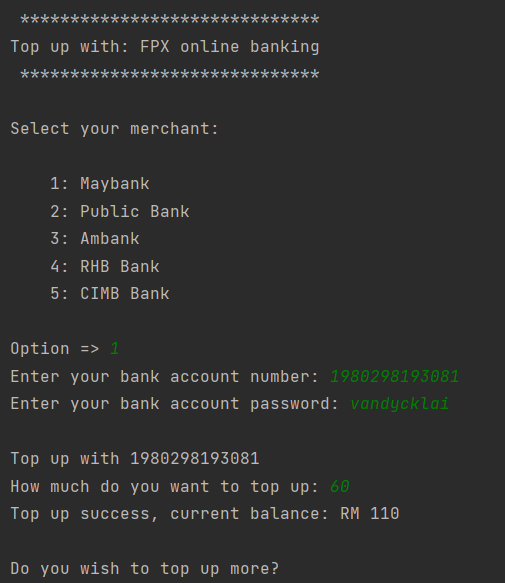 ******************************
Top up with: FPX online banking
******************************
Select your merchant:
1: Maybank
2: Public Bank
3: Ambank
4: RHB Bank
5: CIMB Bank
Option => 1
Enter your bank account number: 1980298193081
Enter your bank account password: vandycklai
Top up with 1980298193081
How much do you want to top up: 60
Top up success, current balance: RM 110
Do you wish to top up more?